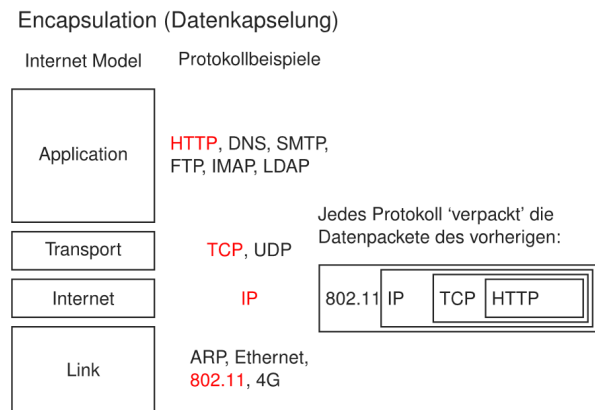 Encapsulation (Datenkapselung)
Internet Model
Protokollbeispiele
Application
HTTP, DNS, SMTP,
FTP, IMAP, LDAP
Jedes Protokoll ‘verpackt’ die
Datenpackete des vorherigen:
Transport
TCP, UDP
Internet
IP
802.11 IP TCP HTTP
Link
ARP, Ethernet,
802.11, 4G